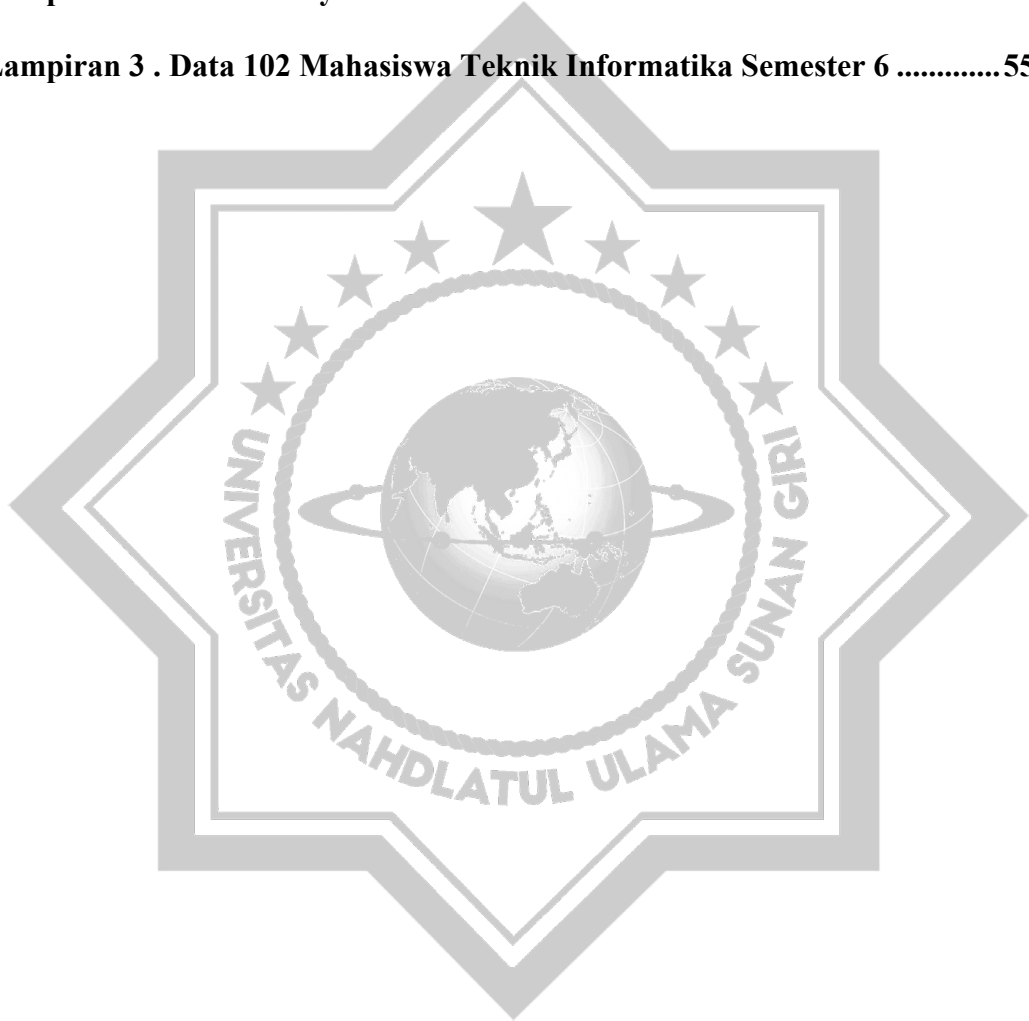 Lampiran 3 . Data 102 Mahasiswa Teknik Informatika Semester 6 ............. 55
UNIVERSITAS NAHDLATUL ULAMA SUNAN GIRI